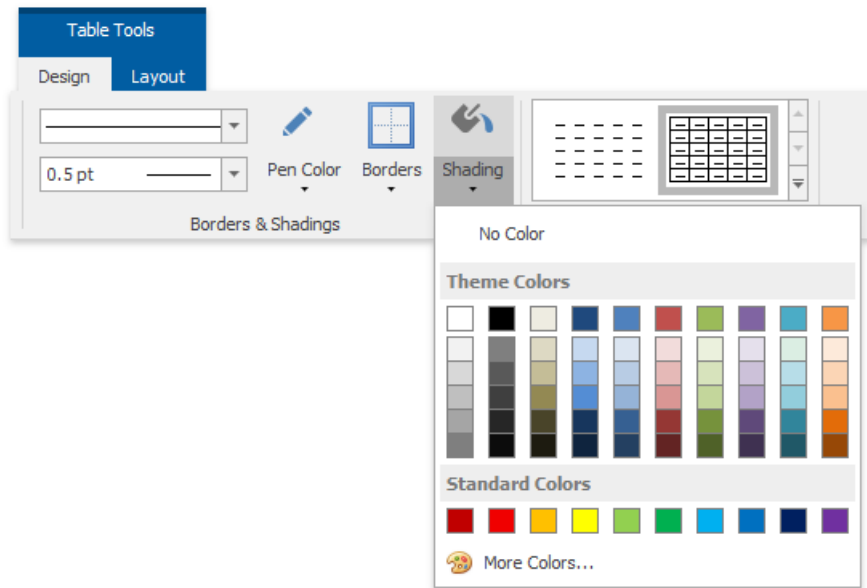 Table Tools
Design Layout
0.5 pt
Pen Color Borders Shading
Borders & Shadings
No Color
Theme Colors
Standard Colors
More Colors...